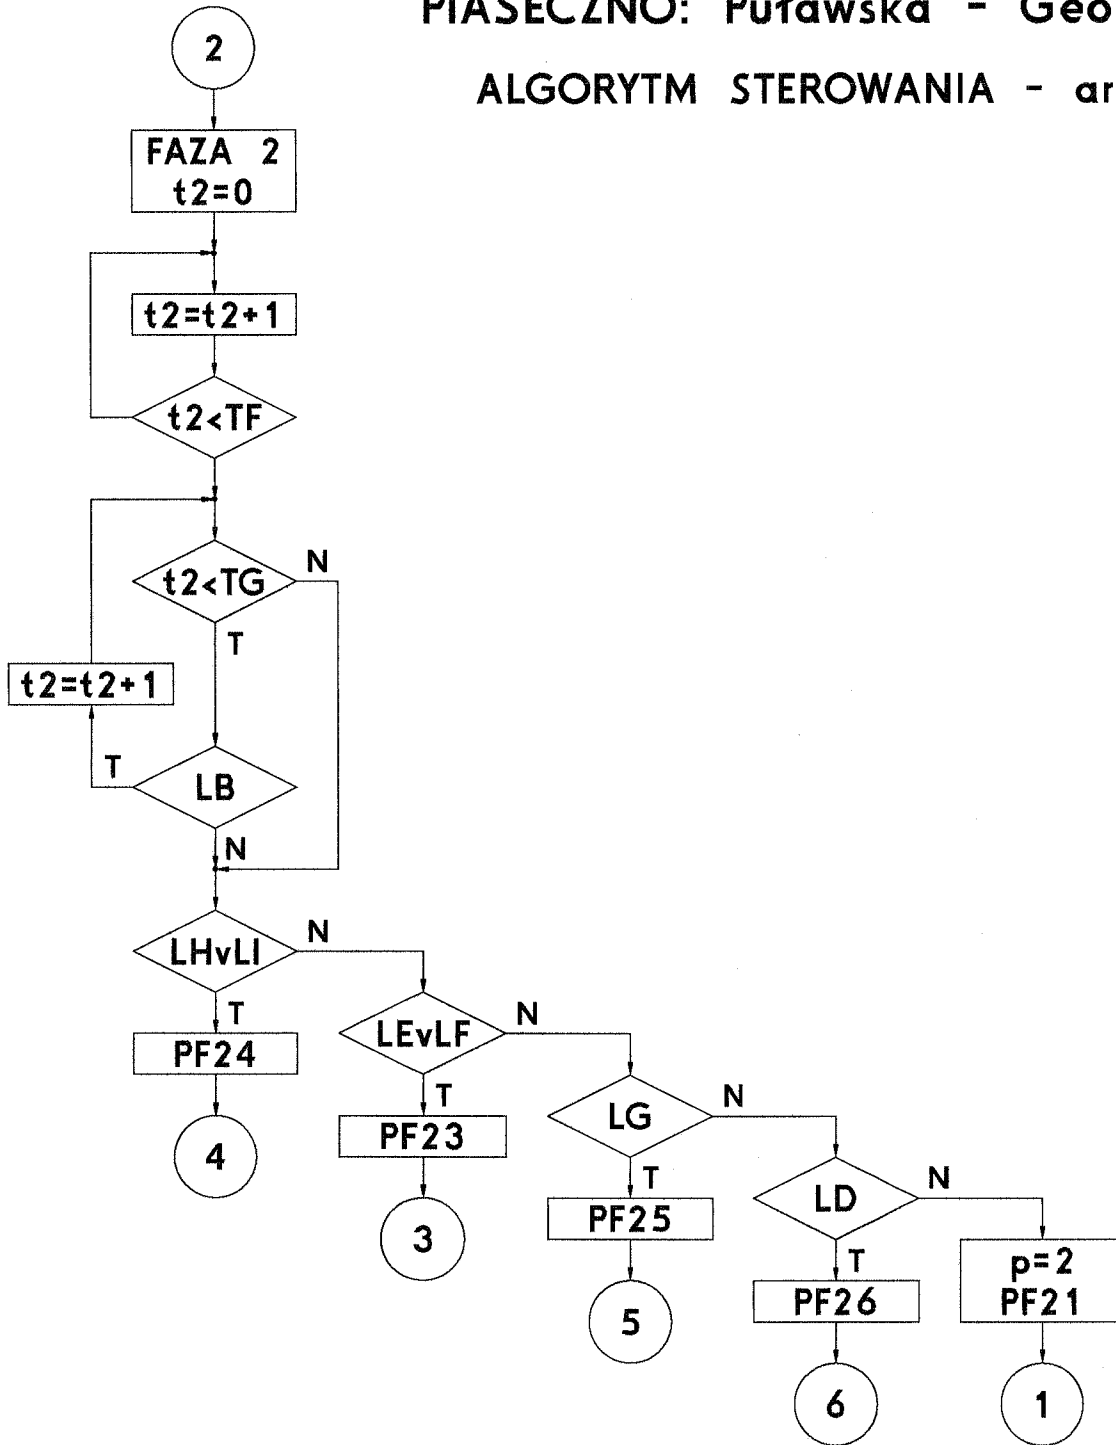 PIASECZNO: Puławska - Geo
ALGORYTM STEROWANIA - ar
2
FAZA 2
t2=0
t2=t2+1
t2<TF
t2<TG
N
T
t2=t2+1
T
LB
N
LHvLI
N
T
PF24
4
LEvLF
N
T
PF23
3
LG
N
T
PF25
5
LD
N
T
PF26
6
p=2
PF21
1